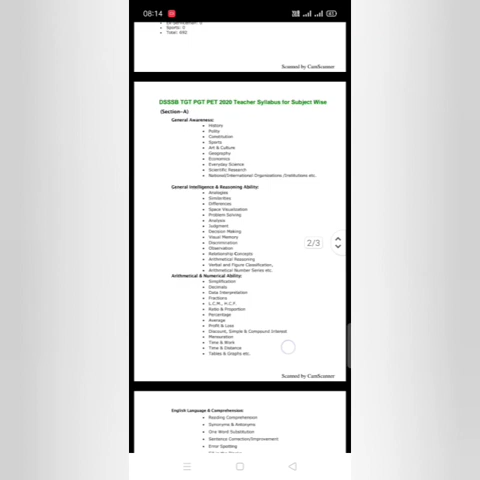 08:14
Sports: 0
Total: 692
Scanned by CamScanner
DSSSB TGT PGT PET 2020 Teacher Syllabus for Subject Wise
(Section-A)
General Awareness:
History
Polity
Constitution
Sports
Art & Culture
Geography
Economics
Everyday Science
Scientific Research
National/International Organizations /Institutions etc.
General Intelligence & Reasoning Ability:
Analogies
Similarities
Differences
Space Visualization
Problem Solving
Analysis
Judgment
Decision Making
Visual Memory
Discrimination
Observation
Relationship Concepts
Arithmetical Reasoning
Verbal and Figure Classification,
Arithmetical Number Series etc.
2/3
Arithmetical & Numerical Ability:
Simplification
Decimals
Data Interpretation
Fractions
L.C.M., H.C.F.
Ratio & Proportion
Percentage
Average
Profit & Loss
Discount, Simple & Compound Interest
Mensuration
Time & Work
Time & Distance
Tables & Graphs etc.
Scanned by CamScanner
English Language & Comprehension:
Reading Comprehension
Synonyms & Antonyms
One Word Substitution
Sentence Correction/Improvement
Error Spotting